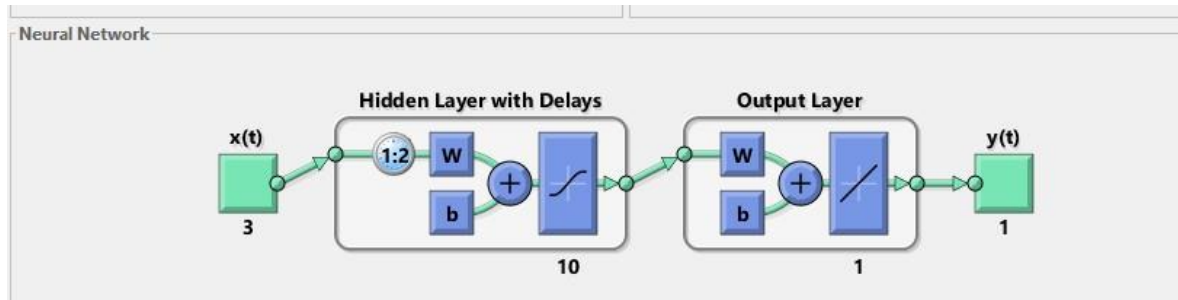 Neural Network
Hidden Layer with Delays
Output Layer
x(t)
y(t)
1:2
W
W
b
b
3
1
10
1